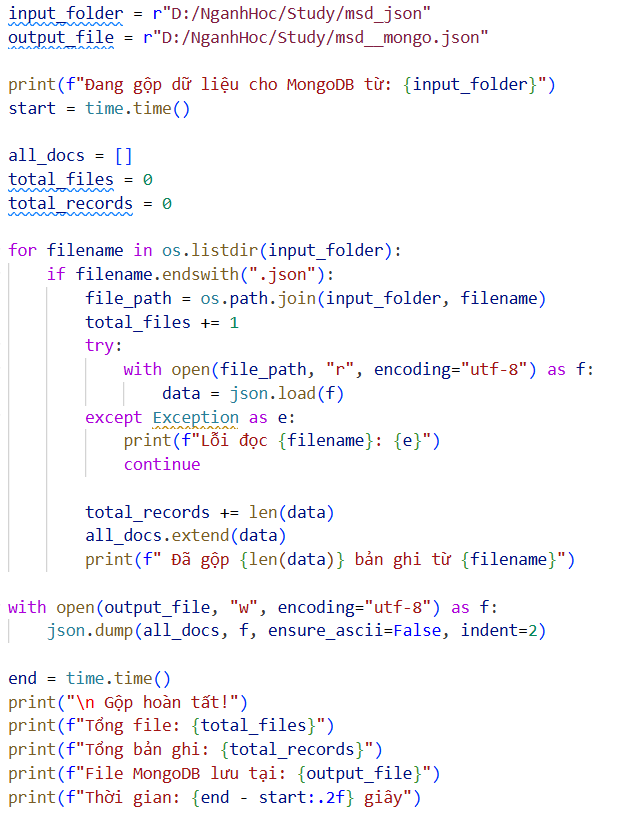 input_folder = r"D:/NganhHoc/Study/msd_json"
output_file = r"D:/NganhHoc/Study/msd__mongo.json"

print(f"Đang gộp dữ liệu cho MongoDB từ: {input_folder}")
start = time.time()

all_docs = []
total_files = 0
total_records = 0

for filename in os.listdir(input_folder):
    if filename.endswith(".json"):
        file_path = os.path.join(input_folder, filename)
        total_files += 1
        try:
            with open(file_path, "r", encoding="utf-8") as f:
                data = json.load(f)
        except Exception as e:
            print(f"Lỗi đọc {filename}: {e}")
            continue

        total_records += len(data)
        all_docs.extend(data)
        print(f" Đã gộp {len(data)} bản ghi từ {filename}")

with open(output_file, "w", encoding="utf-8") as f:
    json.dump(all_docs, f, ensure_ascii=False, indent=2)

end = time.time()
print("\n Gộp hoàn tất!")
print(f"Tổng file: {total_files}")
print(f"Tổng bản ghi: {total_records}")
print(f"File MongoDB lưu tại: {output_file}")
print(f"Thời gian: {end - start:.2f} giây")